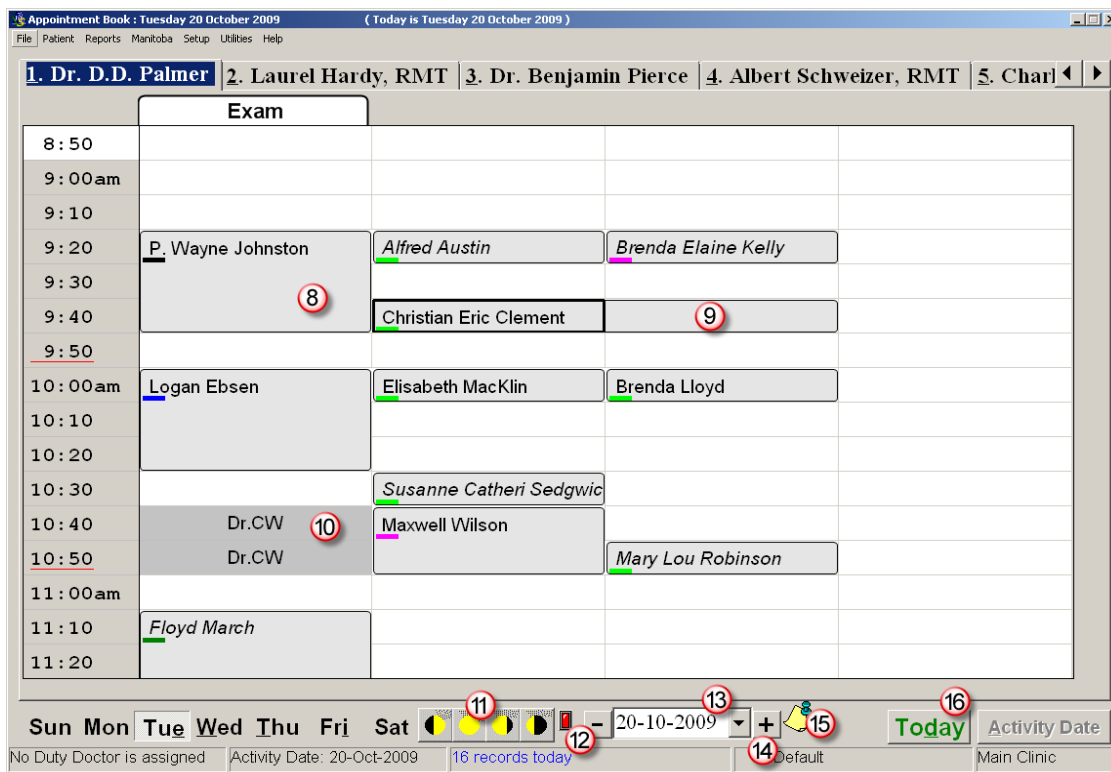 Appointment Book : Tuesday 20 October 2009 ( Today is Tuesday 20 October 2009 )
File Patient Reports Manitoba Setup Utilities Help
1. Dr. D.D. Palmer 2. Laurel Hardy, RMT 3. Dr. Benjamin Pierce 4. Albert Schweizer, RMT 5. Charl
Exam
8:50
9:00am
9:10
9:20 P. Wayne Johnston Alfred Austin Brenda Elaine Kelly
9:30
8
9:40 Christian Eric Clement 9
9:50
10:00am Logan Ebsen Elisabeth MacKlin Brenda Lloyd
10:10
10:20
10:30 Susanne Catheri Sedgwic
10:40 Dr.CW 10 Maxwell Wilson
10:50 Dr.CW Mary Lou Robinson
11:00am
11:10 Floyd March
11:20
11 13 16
Sun Mon Tue Wed Thu Fri Sat − 20-10-2009 + 15 Today Activity Date
12 14
No Duty Doctor is assigned Activity Date: 20-Oct-2009 16 records today Default Main Clinic